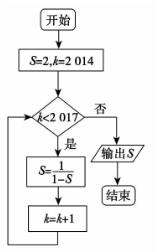 开始
S=2,k=2 014
k<2 017
否
是
S=1/(1-S)
输出S
k=k+1
结束